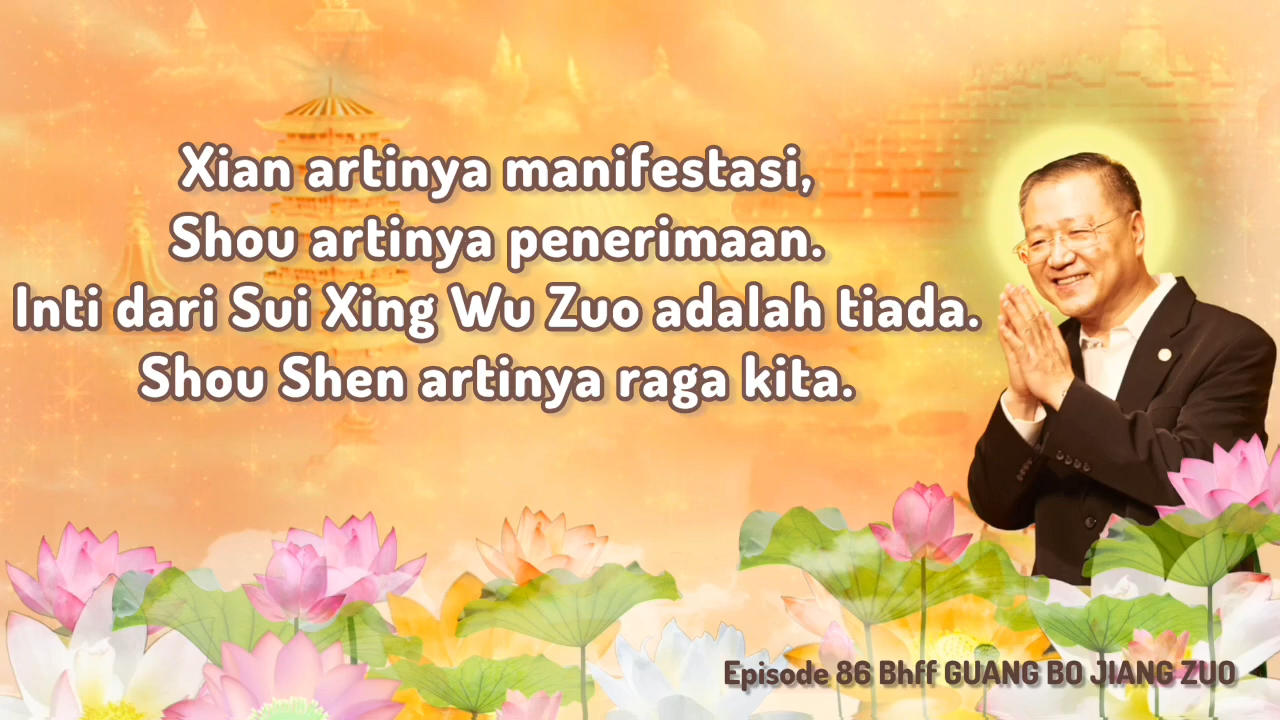 Xian artinya manifestasi,
Shou artinya penerimaan.
Inti dari Sui Xing Wu Zuo adalah tiada.
Shou Shen artinya raga kita.
Episode 86 Bhff GUANG BO JIANG ZUO